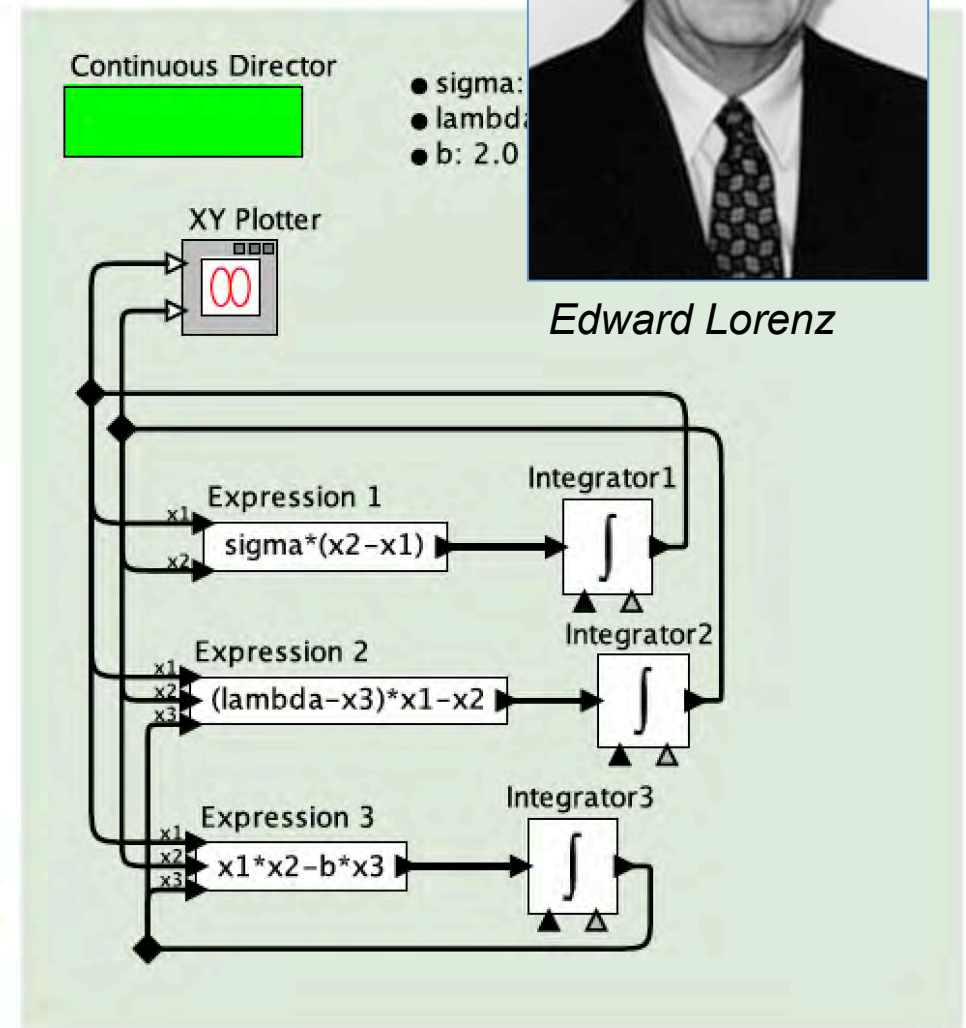 Continuous Director
sigma:
b: 2.0
XY Plotter
Edward Lorenz
Integrator1
Expression 1
x1
sigma*(x2-x1)
∫
x2
Integrator2
Expression 2
x1
x2
(lambda-x3)*x1-x2
∫
x3
Integrator3
Expression 3
x1
x2
x1*x2-b*x3
∫
x3